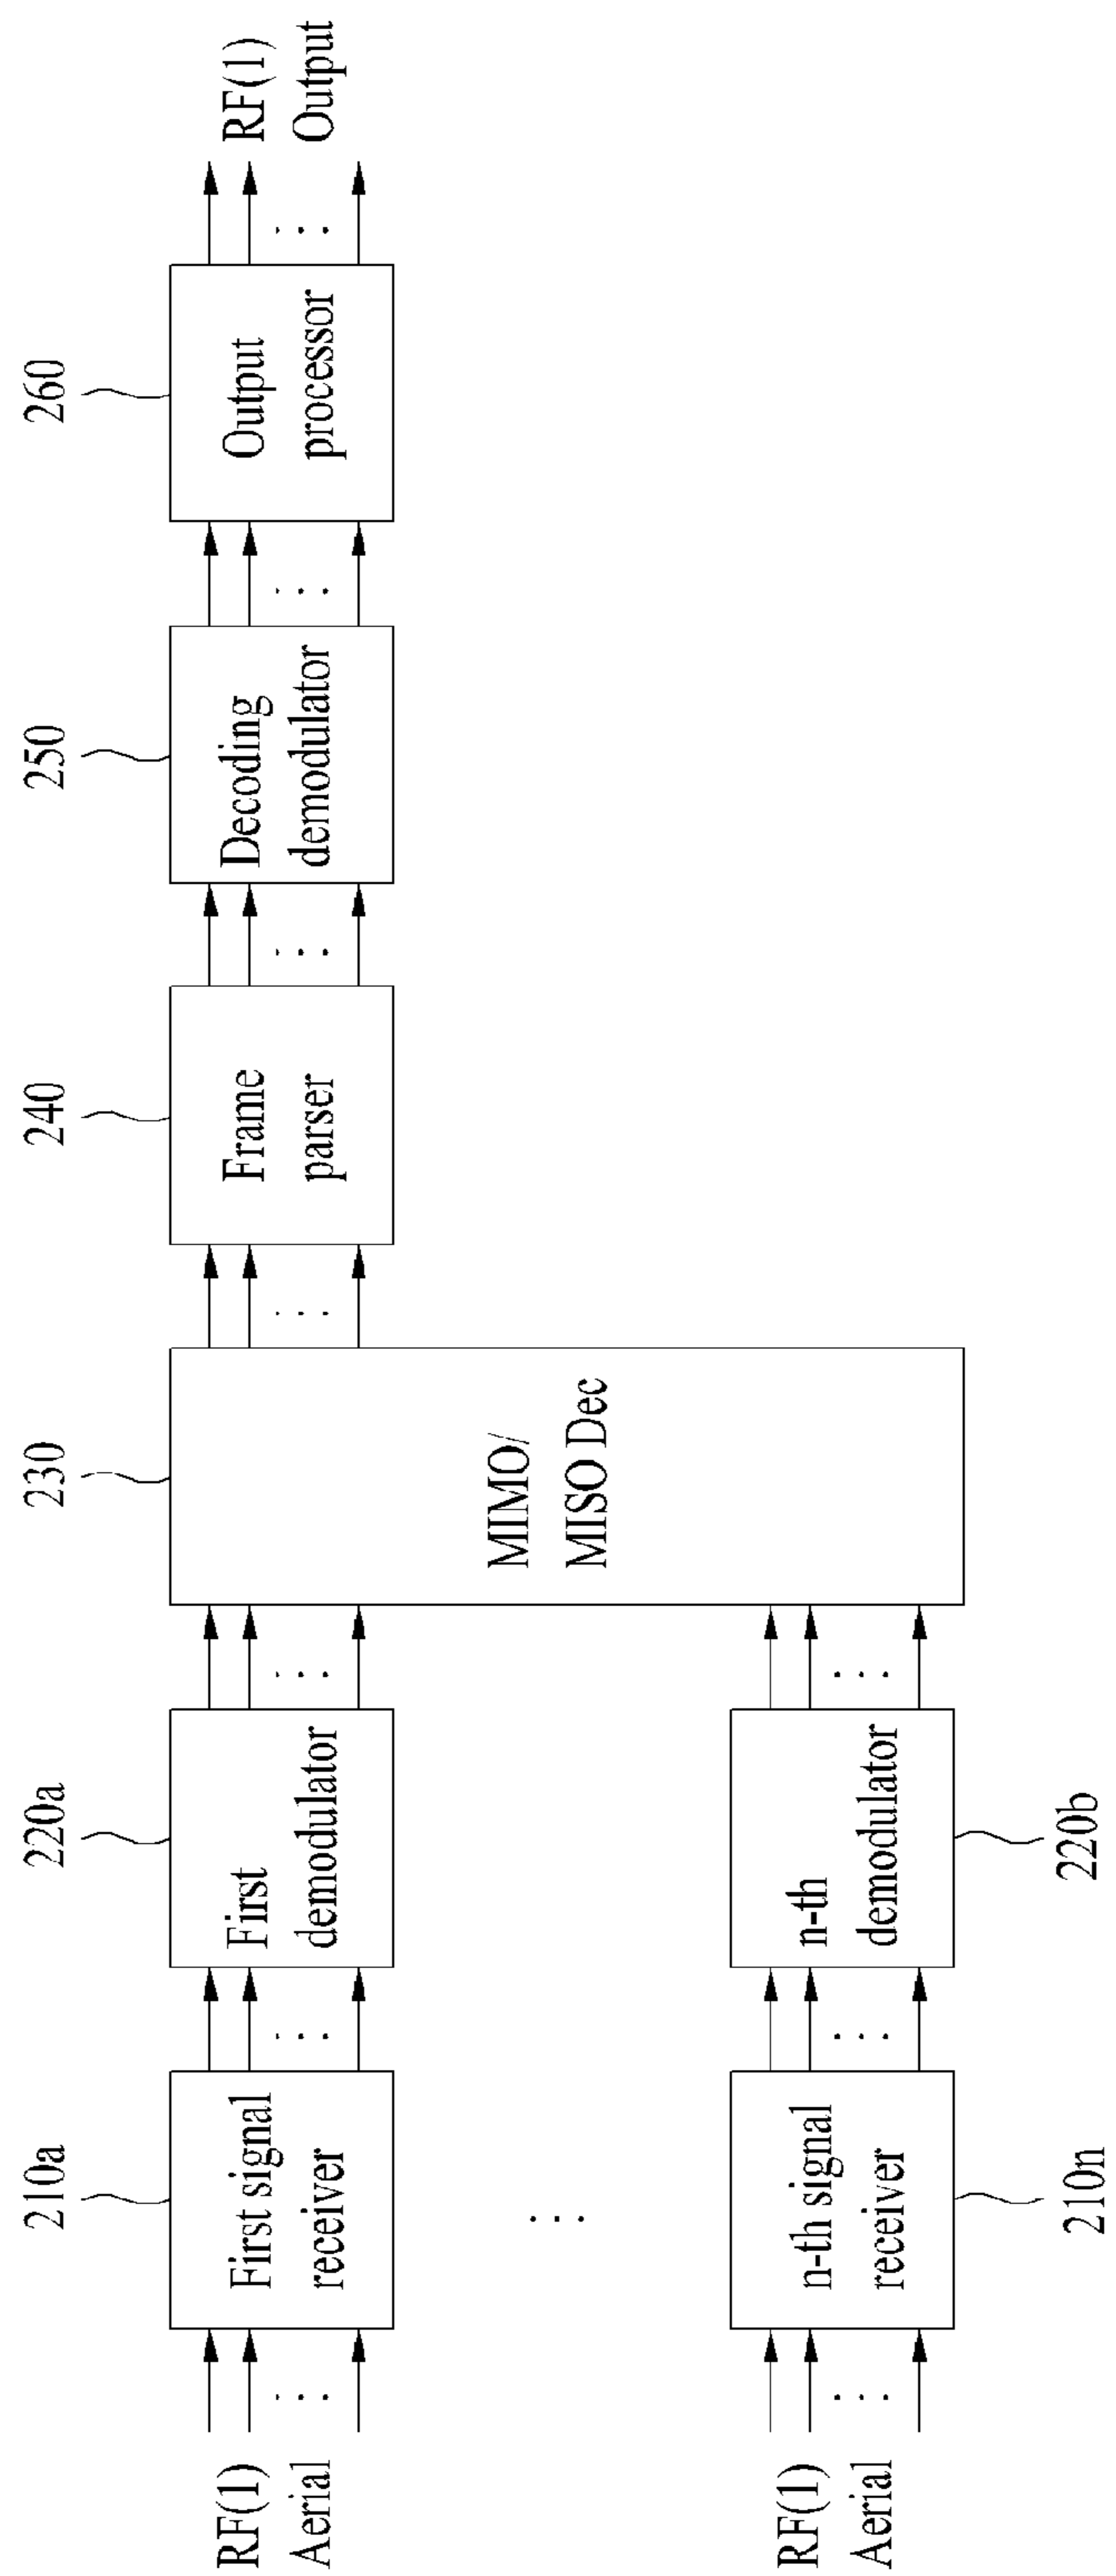 210a
220a
230
240
250
260
RF(1)
Aerial
First signal
receiver
First
demodulator
MIMO/
MISO Dec
Frame
parser
Decoding
demodulator
Output
processor
RF(1)
Output
RF(1)
Aerial
n-th signal
receiver
n-th
demodulator
210n
220b